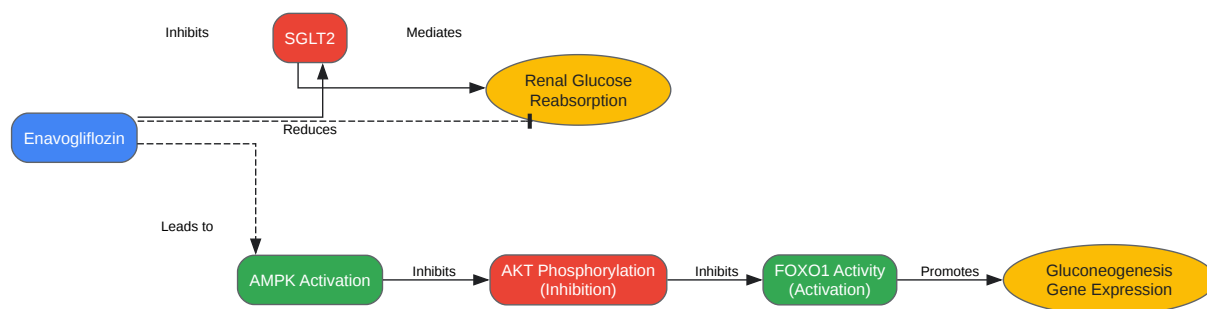 Inhibits
SGLT2
Mediates
Renal Glucose
Reabsorption
Enavogliflozin
Reduces
Leads to
AMPK Activation
Inhibits
AKT Phosphorylation
(Inhibition)
Inhibits
FOXO1 Activity
(Activation)
Promotes
Gluconeogenesis
Gene Expression